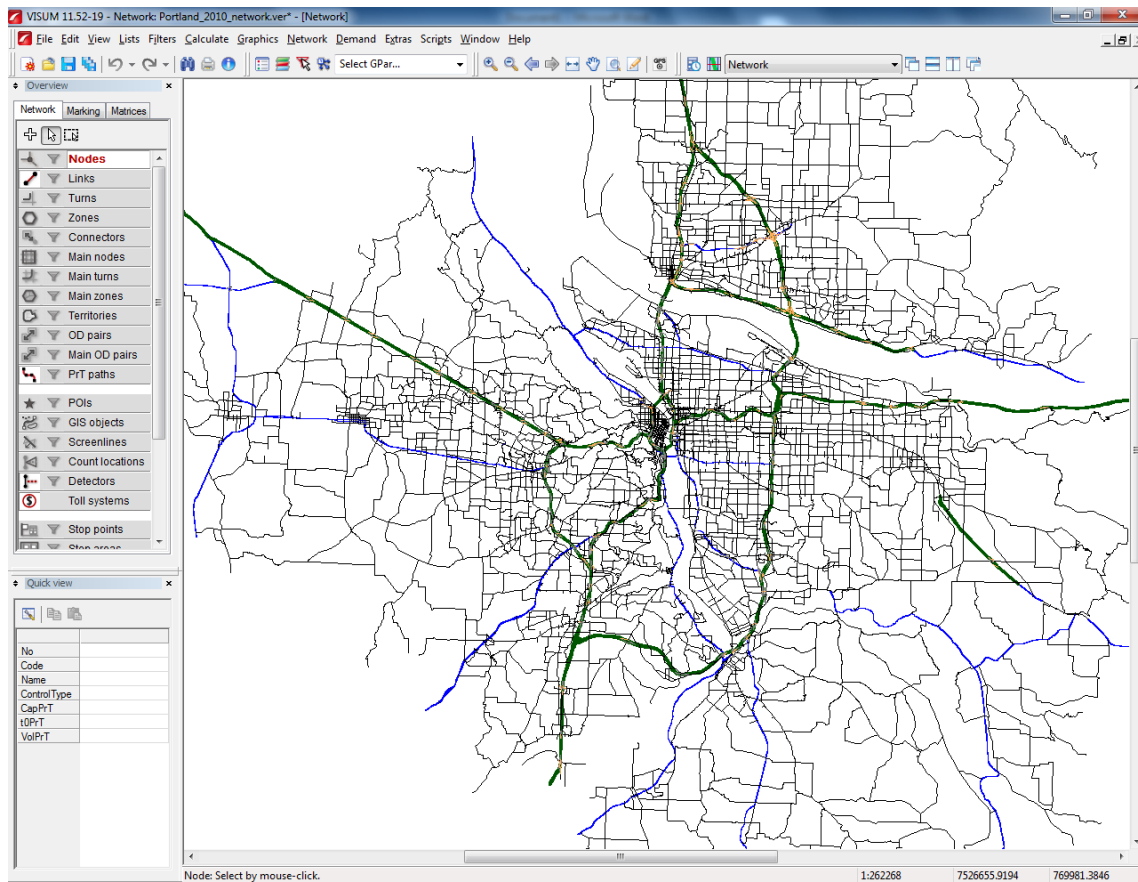 VISUM 11.52-19 - Network: Portland_2010_network.ver* - [Network]
File Edit View Lists Filters Calculate Graphics Network Demand Extras Scripts Window Help
Select GPar...
Network
Overview
Network Marking Matrices
Nodes
Links
Turns
Zones
Connectors
Main nodes
Main turns
Main zones
Territories
OD pairs
Main OD pairs
PrT paths
POIs
GIS objects
Screenlines
Count locations
Detectors
Toll systems
Stop points
Stop areas
Quick view
No
Code
Name
ControlType
CapPrT
t0PrT
VolPrT
Node: Select by mouse-click.
1:262268 7526655.9194 769981.3846